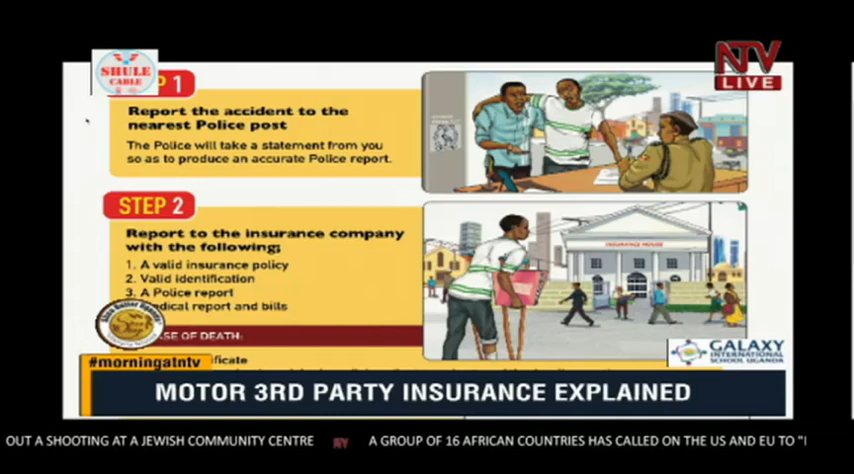 SHULE
CABLE
P 1
NTV
LIVE
Report the accident to the
nearest Police post
The Police will take a statement from you
so as to produce an accurate Police report.
STEP 2
Report to the insurance company
with the following;
1. A valid insurance policy
2. Valid identification
3. A Police report
edical report and bills
INSURANCE HOUSE
SE OF DEATH:
ificate
GALAXY
INTERNATIONAL
SCHOOL UGANDA
#morningatntv
MOTOR 3RD PARTY INSURANCE EXPLAINED
OUT A SHOOTING AT A JEWISH COMMUNITY CENTRE A GROUP OF 16 AFRICAN COUNTRIES HAS CALLED ON THE US AND EU TO "